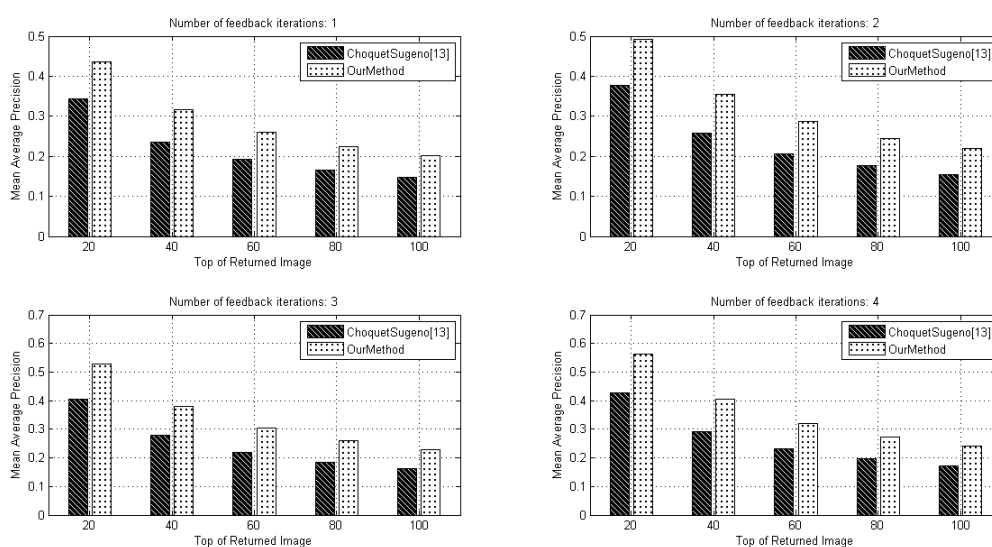 Number of feedback iterations: 1
0.5
0.4
0.3
0.2
0.1
0
Mean Average Precision
ChoquetSugeno[13]
OurMethod
20 40 60 80 100
Top of Returned Image
Number of feedback iterations: 2
0.5
0.4
0.3
0.2
0.1
0
Mean Average Precision
ChoquetSugeno[13]
OurMethod
20 40 60 80 100
Top of Returned Image
Number of feedback iterations: 3
0.7
0.6
0.5
0.4
0.3
0.2
0.1
0
Mean Average Precision
ChoquetSugeno[13]
OurMethod
20 40 60 80 100
Top of Returned Image
Number of feedback iterations: 4
0.7
0.6
0.5
0.4
0.3
0.2
0.1
0
Mean Average Precision
ChoquetSugeno[13]
OurMethod
20 40 60 80 100
Top of Returned Image